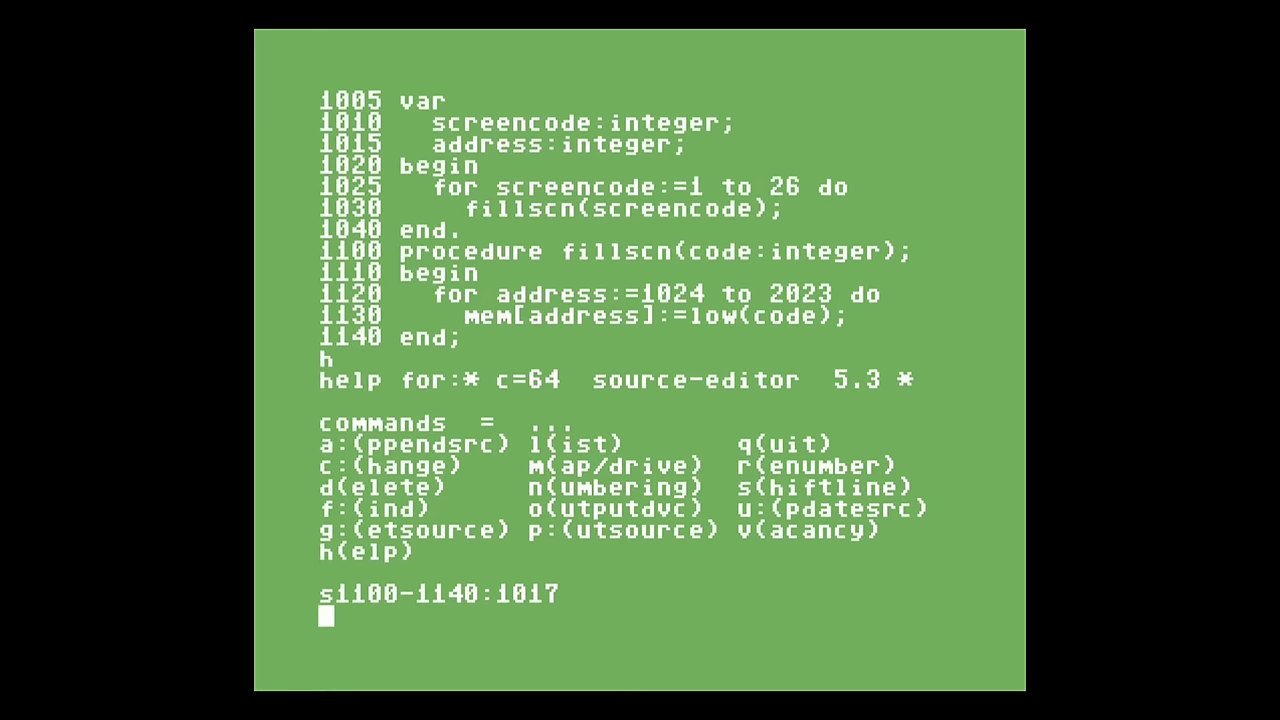 1005 var
1010   screencode:integer;
1015   address:integer;
1020 begin
1025   for screencode:=1 to 26 do
1030     fillscn(screencode);
1040 end.
1100 procedure fillscn(code:integer);
1110 begin
1120   for address:=1024 to 2023 do
1130     mem[address]:=low(code);
1140 end;
h
help for:* c=64  source-editor  5.3 *
commands  =  ...
a:(ppendsrc) l(ist)       q(uit)
c:(hange)    m(ap/drive)  r(enumber)
d(elete)     n(umbering)  s(hiftline)
f:(ind)      o(utputdvc)  u:(pdatesrc)
g:(etsource) p:(utsource) v(acancy)
h(elp)
s1100-1140:1017